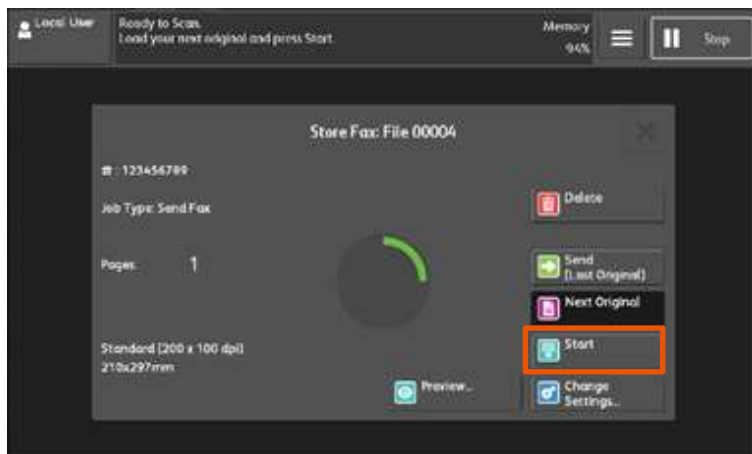 Local User
Ready to Scan.
Load your next original and press Start.
Memory
94%
Stop
Store Fax: File 00004
☎ : 123456789
Job Type: Send Fax
Delete
Pages: 1
Send
(Last Original)
Next Original
Start
Standard (200 x 100 dpi)
210x297mm
Preview...
Change
Settings...